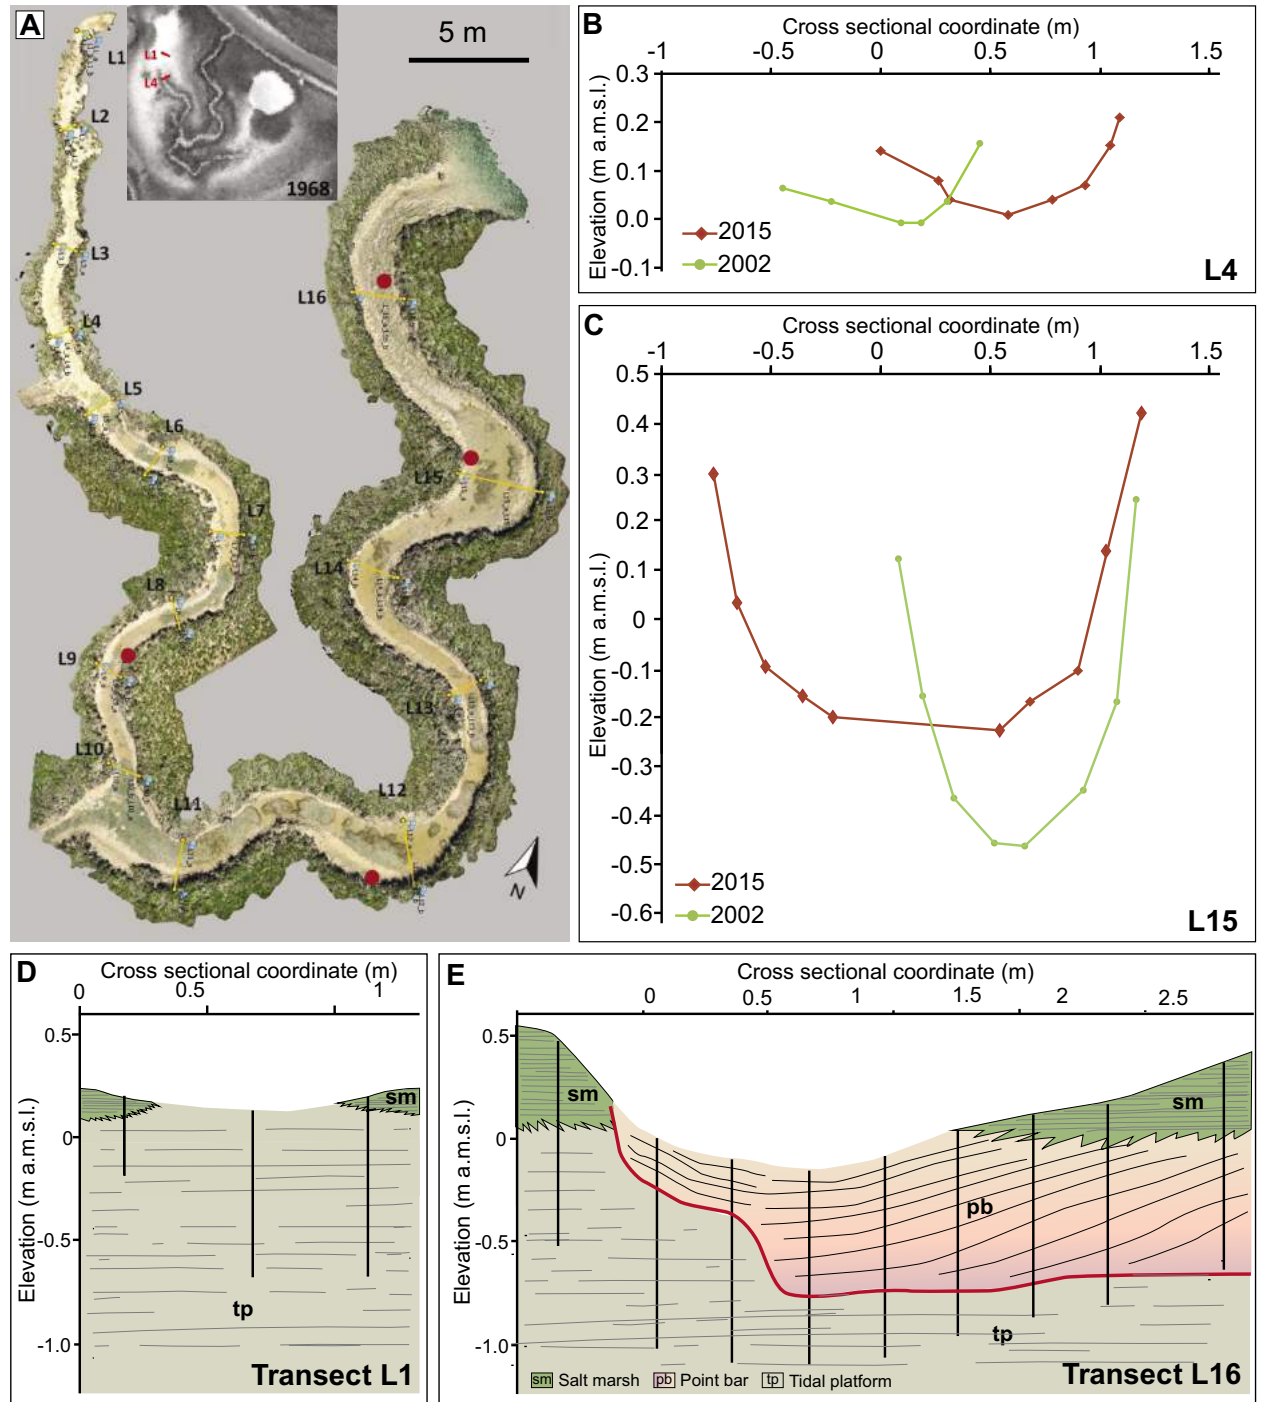 A
5 m
L1
L4
1968
L1
L2
L3
L4
L5
L6
L7
L8
L9
L10
L11
L12
L13
L14
L15
L16
N
B
Cross sectional coordinate (m)
-1 -0.5 0 0.5 1 1.5
Elevation (m a.m.s.l.)
0.3
0.2
0.1
0.0
-0.1
2015
2002
L4
C
Cross sectional coordinate (m)
-1 -0.5 0 0.5 1 1.5
Elevation (m a.m.s.l.)
0.5
0.4
0.3
0.2
0.1
0
-0.1
-0.2
-0.3
-0.4
-0.5
-0.6
2015
2002
L15
D
Cross sectional coordinate (m)
0 0.5 1
Elevation (m a.m.s.l.)
0.5
0
-0.5
-1.0
sm
tp
Transect L1
E
Cross sectional coordinate (m)
0 0.5 1 1.5 2 2.5
Elevation (m a.m.s.l.)
0.5
0
-0.5
-1.0
sm
sm
pb
tp
sm Salt marsh pb Point bar tp Tidal platform
Transect L16